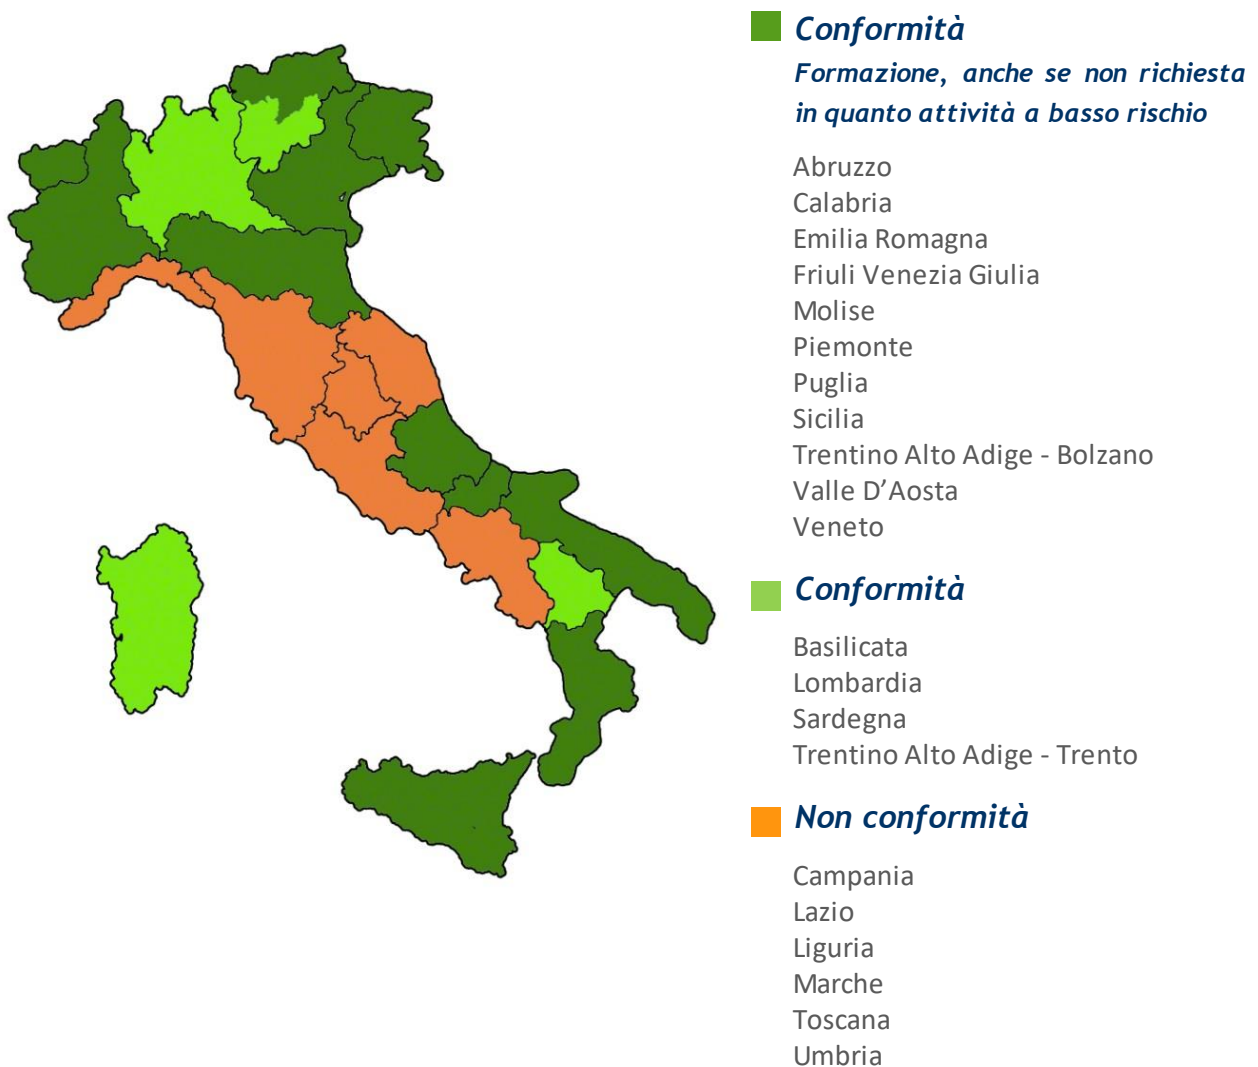 Conformità
Formazione, anche se non richiesta
in quanto attività a basso rischio
Abruzzo
Calabria
Emilia Romagna
Friuli Venezia Giulia
Molise
Piemonte
Puglia
Sicilia
Trentino Alto Adige - Bolzano
Valle D’Aosta
Veneto
Conformità
Basilicata
Lombardia
Sardegna
Trentino Alto Adige - Trento
Non conformità
Campania
Lazio
Liguria
Marche
Toscana
Umbria